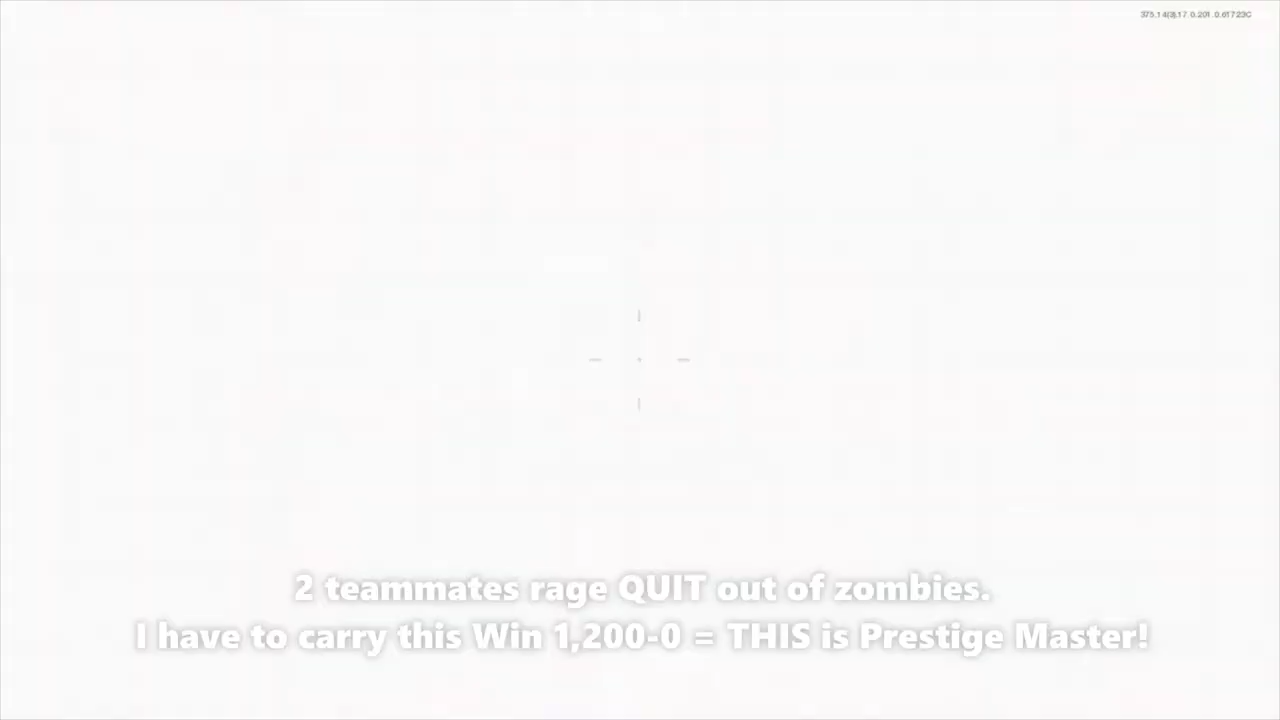 2 teammates rage QUIT out of zombies.
I have to carry this Win 1,200-0 = THIS is Prestige Master!